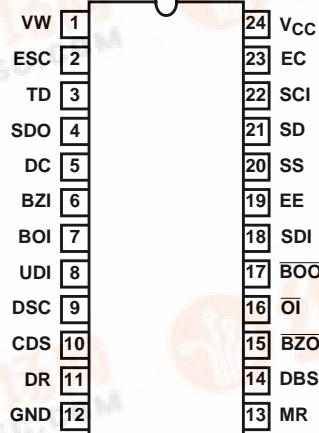 VW 1 24 VCC
ESC 2 23 EC
TD 3 22 SCI
SDO 4 21 SD
DC 5 20 SS
BZI 6 19 EE
BOI 7 18 SDI
UDI 8 17 BOO
DSC 9 16 OI
CDS 10 15 BZO
DR 11 14 DBS
GND 12 13 MR